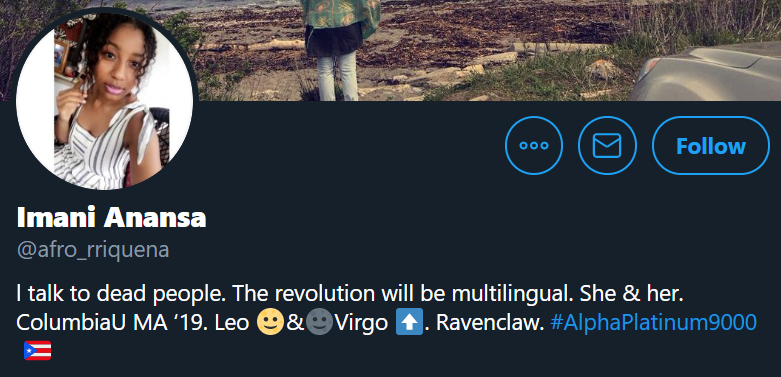 Follow
Imani Anansa
@afro_rriquena
I talk to dead people. The revolution will be multilingual. She & her.
ColumbiaU MA ‘19. Leo 🌝&🌚Virgo ⬆️. Ravenclaw. #AlphaPlatinum9000
🇵🇷